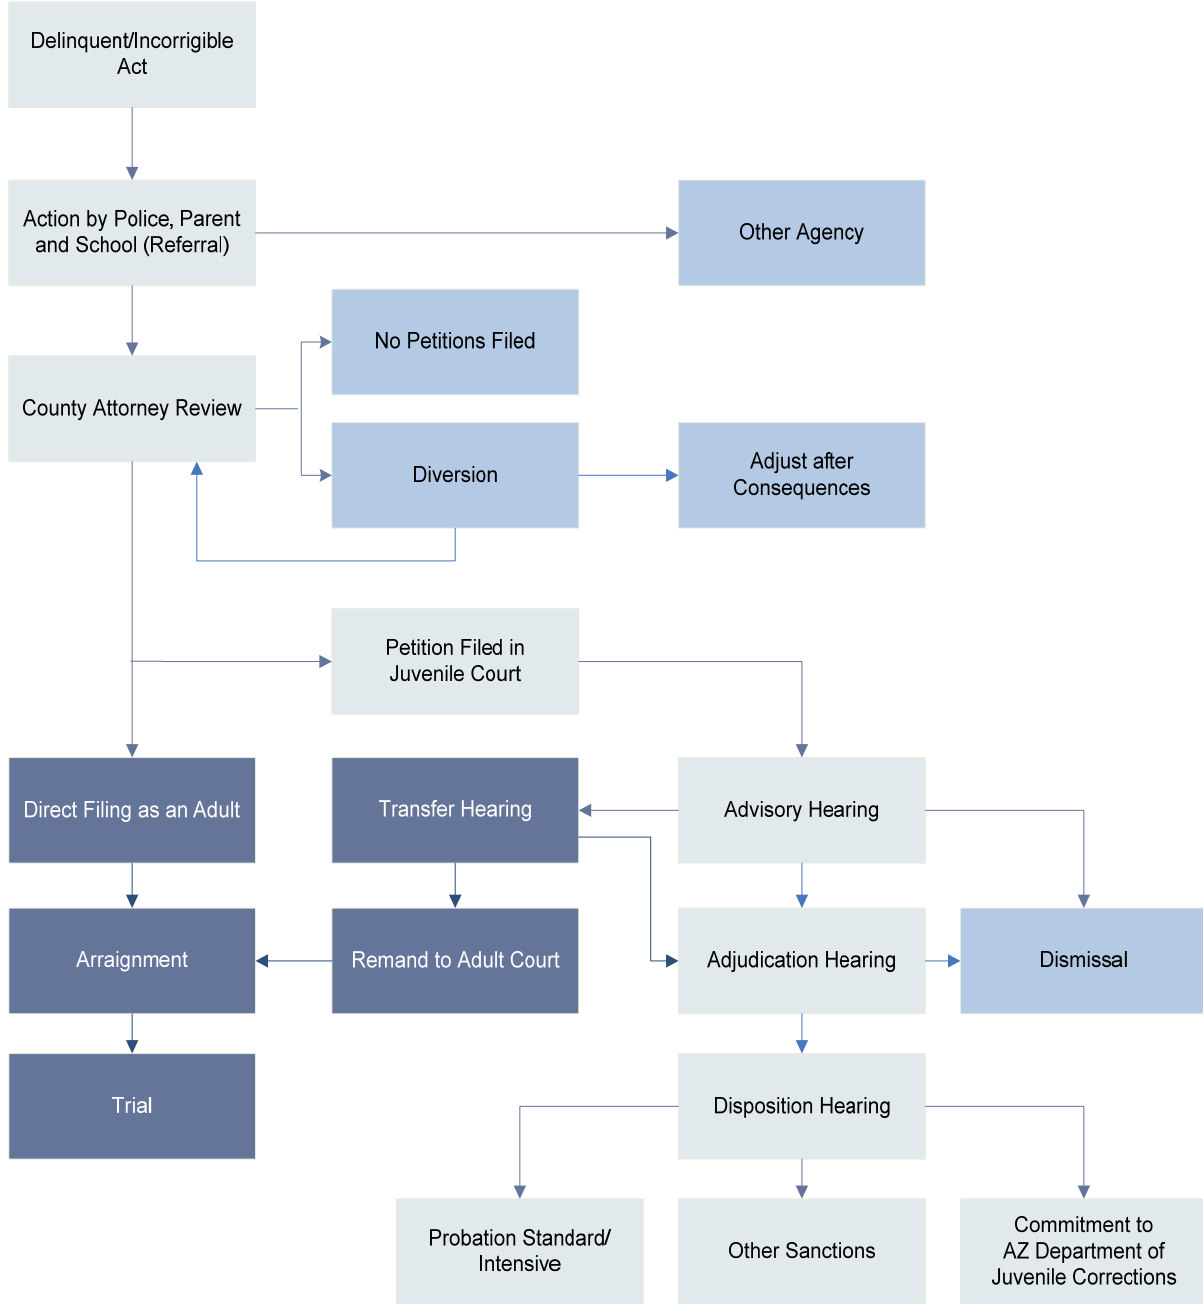 Delinquent/Incorrigible
Act
Action by Police, Parent
and School (Referral)
Other Agency
No Petitions Filed
County Attorney Review
Diversion
Adjust after
Consequences
Petition Filed in
Juvenile Court
Direct Filing as an Adult
Transfer Hearing
Advisory Hearing
Arraignment
Remand to Adult Court
Adjudication Hearing
Dismissal
Trial
Disposition Hearing
Probation Standard/
Intensive
Other Sanctions
Commitment to
AZ Department of
Juvenile Corrections